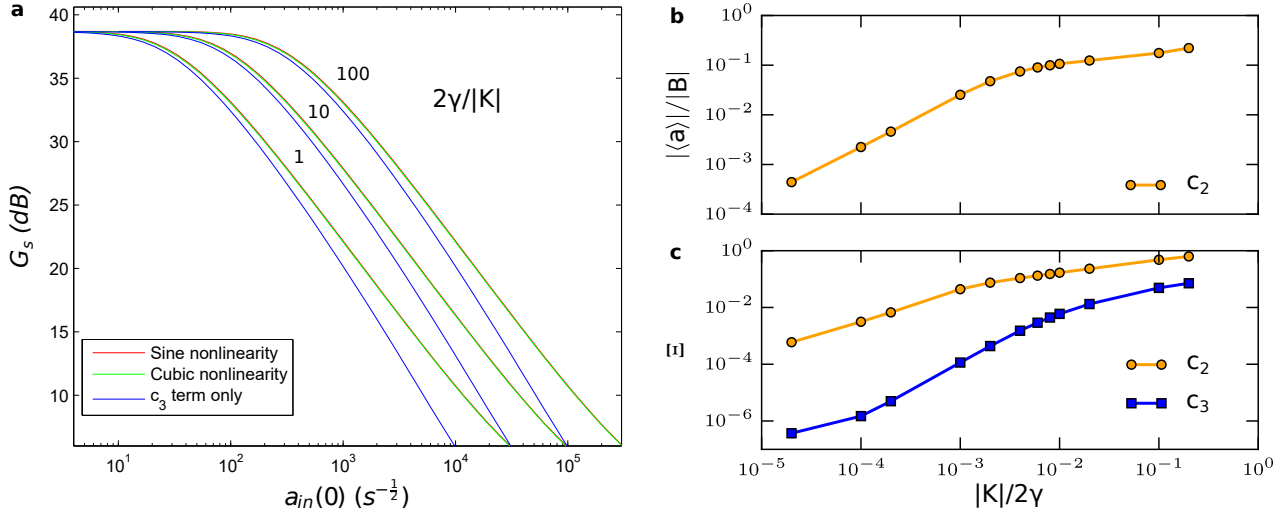 a
40
35
30
25
20
15
10
G_s (dB)
100
10
1
2γ/|K|
Sine nonlinearity
Cubic nonlinearity
c_3 term only
10^1
10^2
10^3
10^4
10^5
a_{in}(0) (s^{-\frac{1}{2}})
b
10^0
10^{-1}
10^{-2}
10^{-3}
10^{-4}
|⟨a⟩|/|B|
c_2
c
10^0
10^{-2}
10^{-4}
10^{-6}
Ξ
c_2
c_3
10^{-5}
10^{-4}
10^{-3}
10^{-2}
10^{-1}
10^0
|K|/2γ